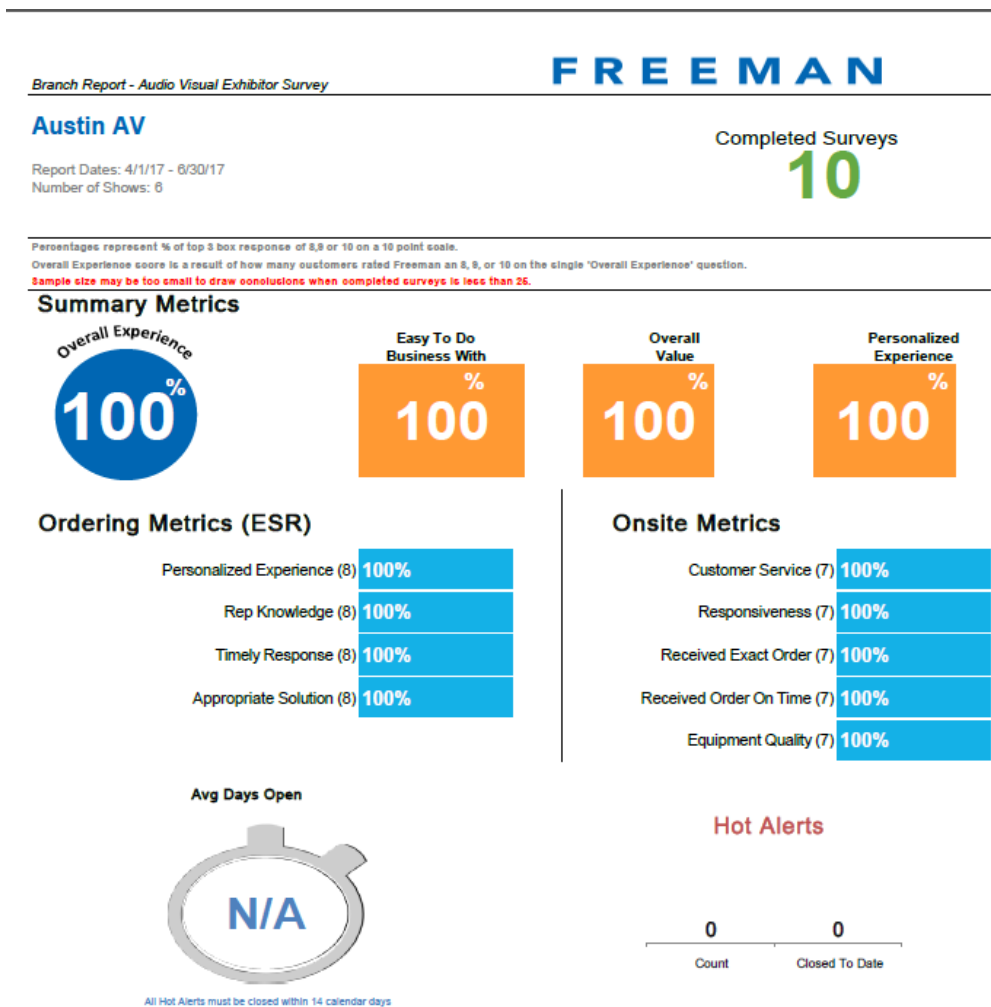 FREEMAN
Branch Report - Audio Visual Exhibitor Survey
Austin AV
Completed Surveys
10
Report Dates: 4/1/17 - 6/30/17
Number of Shows: 6
Percentages represent % of top 3 box response of 8,9 or 10 on a 10 point scale.
Overall Experience score is a result of how many customers rated Freeman an 8, 9, or 10 on the single 'Overall Experience' question.
Sample size may be too small to draw conclusions when completed surveys is less than 25.
Summary Metrics
Overall Experience
100%
Easy To Do
Business With
100%
Overall
Value
100%
Personalized
Experience
100%
Ordering Metrics (ESR)
Personalized Experience (8) 100%
Rep Knowledge (8) 100%
Timely Response (8) 100%
Appropriate Solution (8) 100%
Onsite Metrics
Customer Service (7) 100%
Responsiveness (7) 100%
Received Exact Order (7) 100%
Received Order On Time (7) 100%
Equipment Quality (7) 100%
Avg Days Open
N/A
All Hot Alerts must be closed within 14 calendar days
Hot Alerts
0 0
Count Closed To Date